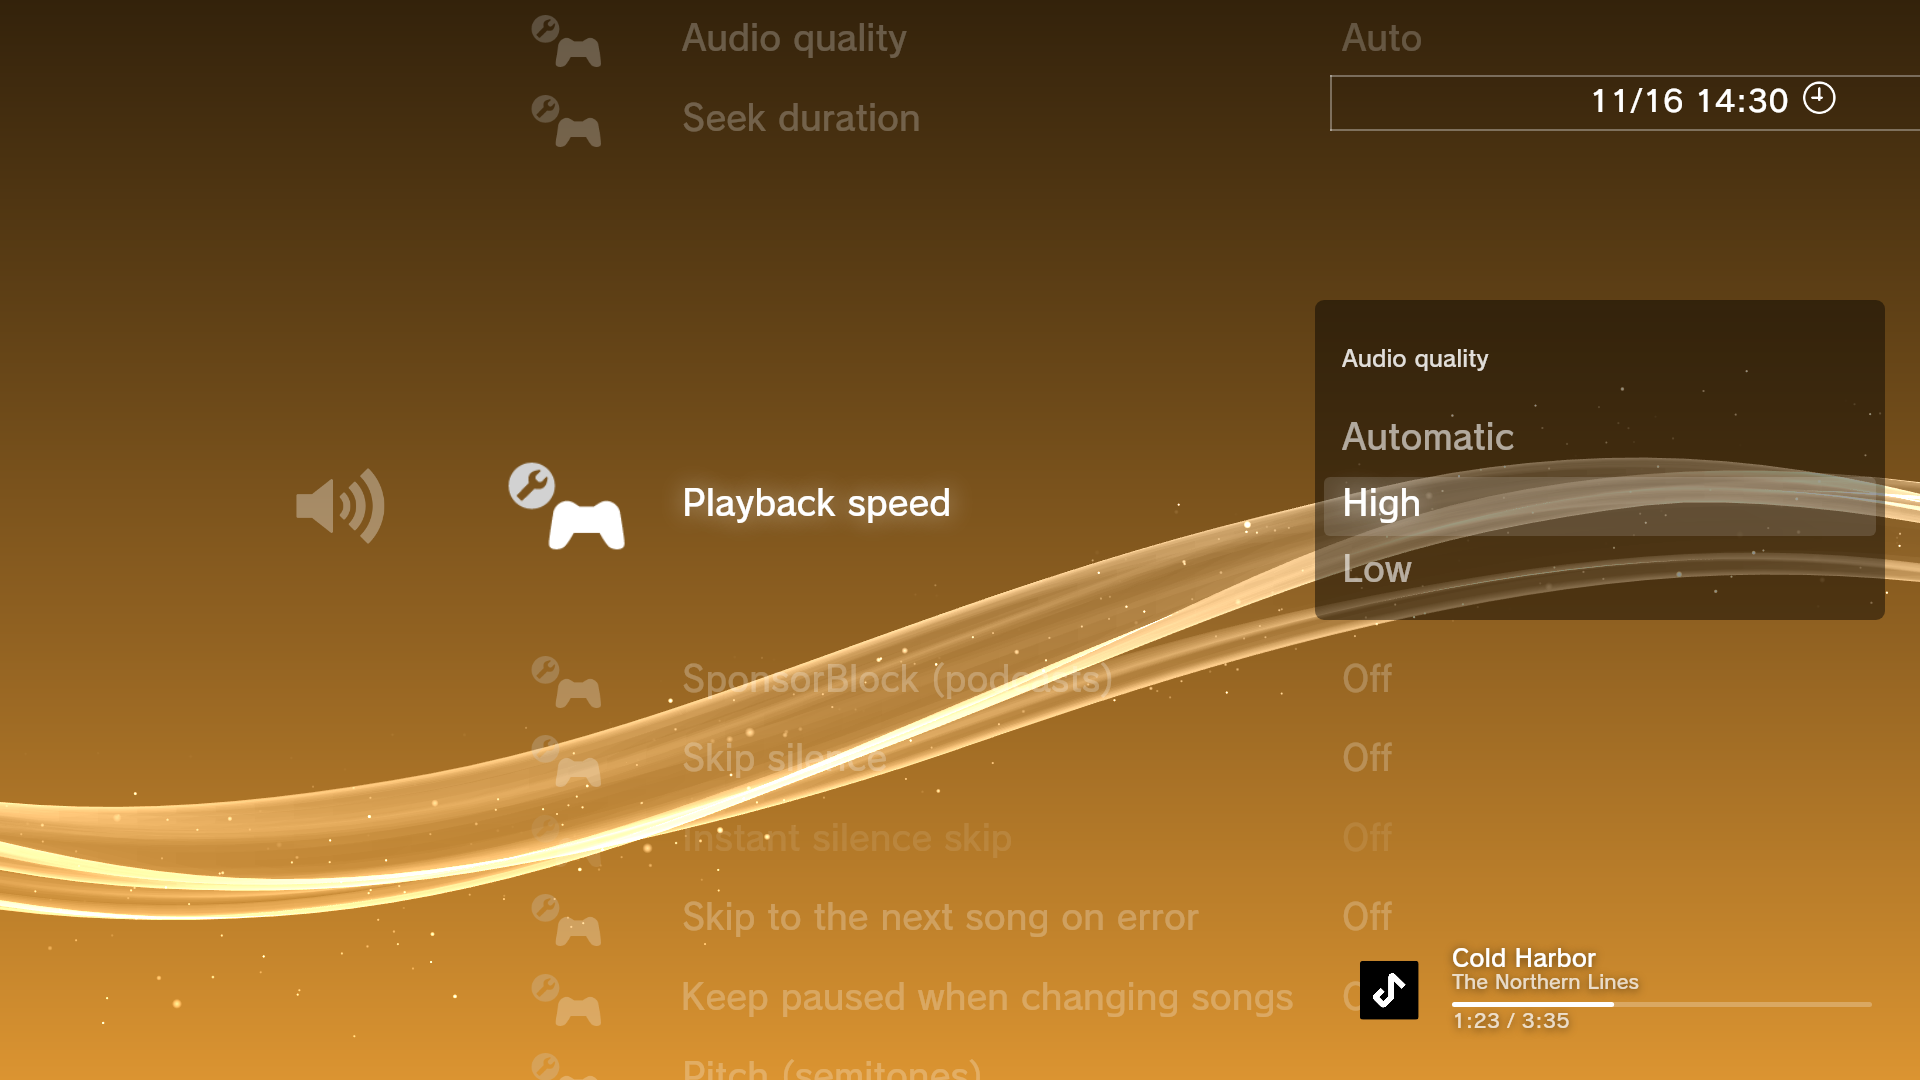 Audio quality
Auto
Seek duration
11/16 14:30
Audio quality
Automatic
Playback speed
High
Low
SponsorBlock (podcasts)
Off
Skip silence
Off
Instant silence skip
Off
Skip to the next song on error
Off
Keep paused when changing songs
Cold Harbor
The Northern Lines
1:23 / 3:35
Pitch (semitones)